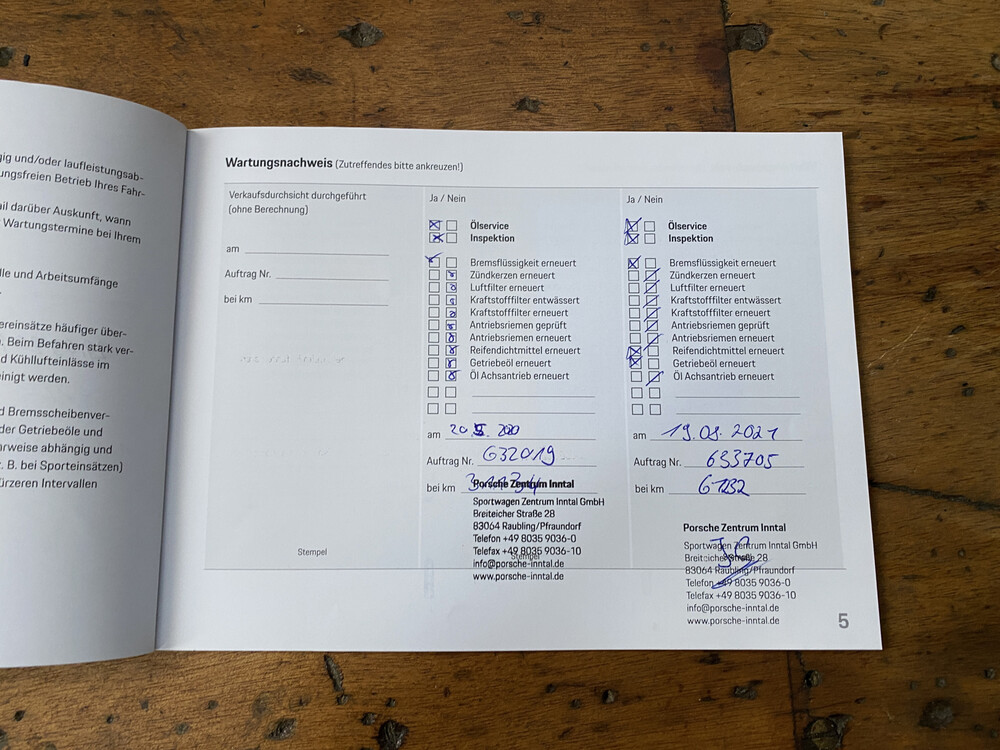 gig und/oder laufleistungsab-
ungsfreien Betrieb Ihres Fahr-
ail darüber Auskunft, wann
Wartungstermine bei Ihrem
lle und Arbeitsumfänge
ereinsätze häufiger über-
. Beim Befahren stark ver-
d Kühllufteinlässe im
einigt werden.
d Bremsscheibenver-
der Getriebeöle und
hrweise abhängig und
. B. bei Sporteinsätzen)
ürzeren Intervallen
Wartungsnachweis (Zutreffendes bitte ankreuzen!)
Verkaufsdurchsicht durchgeführt
(ohne Berechnung)
am
Auftrag Nr.
bei km
Stempel
Ja / Nein
Ölservice
Inspektion
Bremsflüssigkeit erneuert
Zündkerzen erneuert
Luftfilter erneuert
Kraftstofffilter entwässert
Kraftstofffilter erneuert
Antriebsriemen geprüft
Antriebsriemen erneuert
Reifendichtmittel erneuert
Getriebeöl erneuert
Öl Achsantrieb erneuert
am 20.5.
Auftrag Nr. 632019
bei km
Porsche Zentrum Inntal
Sportwagen Zentrum Inntal GmbH
Breiteicher Straße 28
83064 Raubling/Pfraundorf
Telefon +49 8035 9036-0
Telefax +49 8035 9036-10
Stempel
info@porsche-inntal.de
www.porsche-inntal.de
Ja / Nein
Ölservice
Inspektion
Bremsflüssigkeit erneuert
Zündkerzen erneuert
Luftfilter erneuert
Kraftstofffilter entwässert
Kraftstofffilter erneuert
Antriebsriemen geprüft
Antriebsriemen erneuert
Reifendichtmittel erneuert
Getriebeöl erneuert
Öl Achsantrieb erneuert
am 19.08.2021
Auftrag Nr. 633705
bei km
Porsche Zentrum Inntal
Sportwagen Zentrum Inntal GmbH
Breiteicher Straße 28
83064 Raubling/Pfraundorf
Telefon +49 8035 9036-0
Telefax +49 8035 9036-10
info@porsche-inntal.de
www.porsche-inntal.de
5